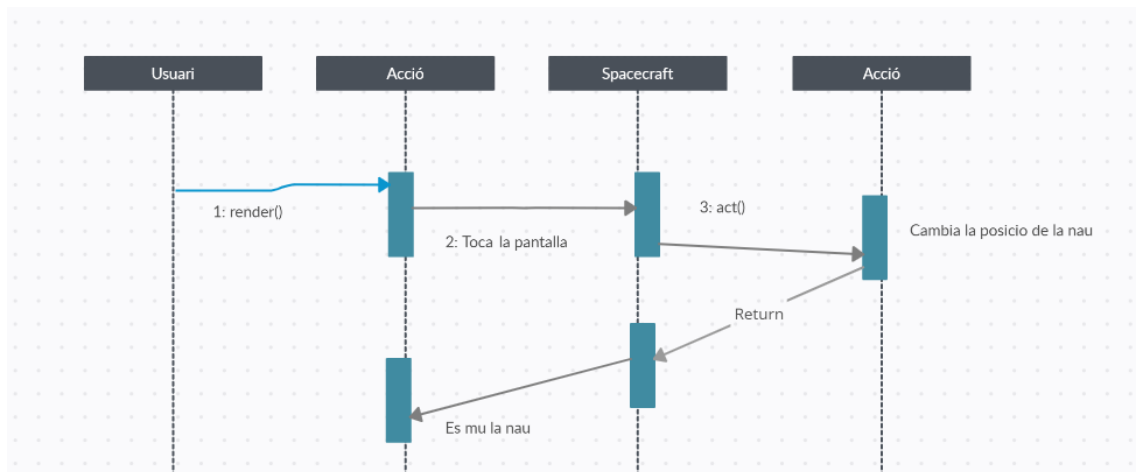 Usuari
Acció
Spacecraft
Acció
1: render()
2: Toca la pantalla
3: act()
Cambia la posicio de la nau
Return
Es mu la nau